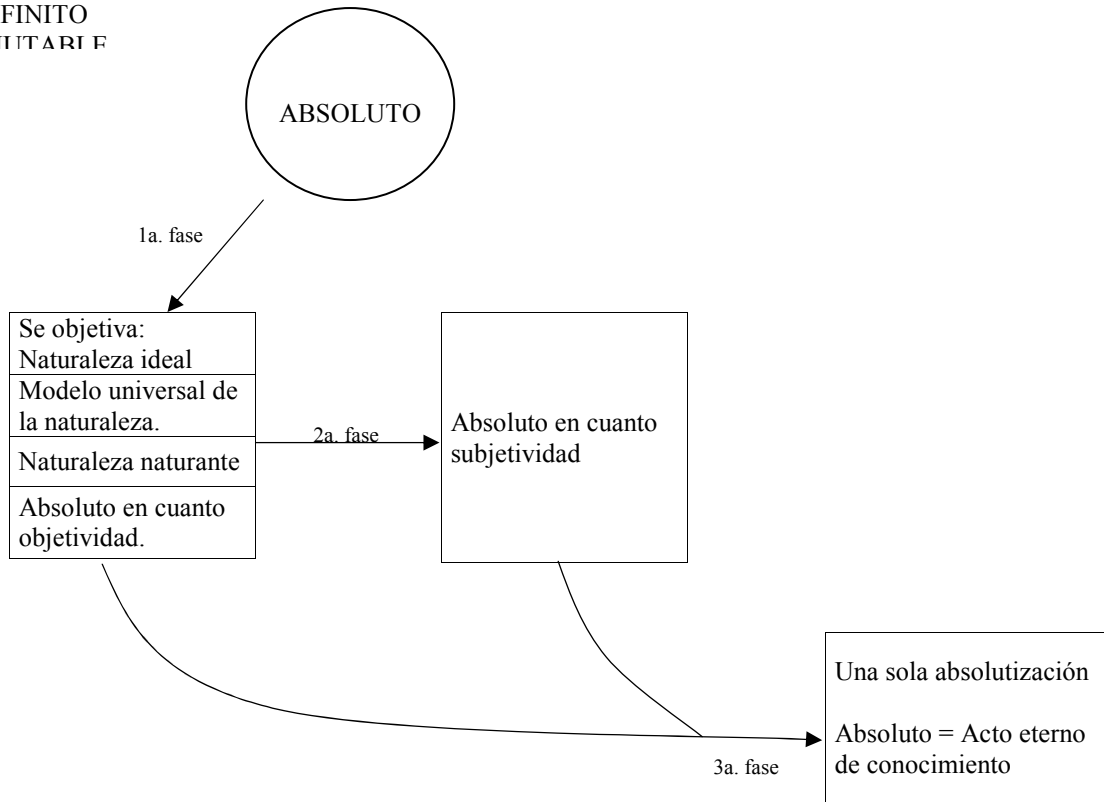 FINITO
ABSOLUTO
1a. fase
Se objetiva:
Naturaleza ideal
Modelo universal de
la naturaleza.
Naturaleza naturante
Absoluto en cuanto
objetividad.
2a. fase
Absoluto en cuanto
subjetividad
Una sola absolutización
Absoluto = Acto eterno
de conocimiento
3a. fase